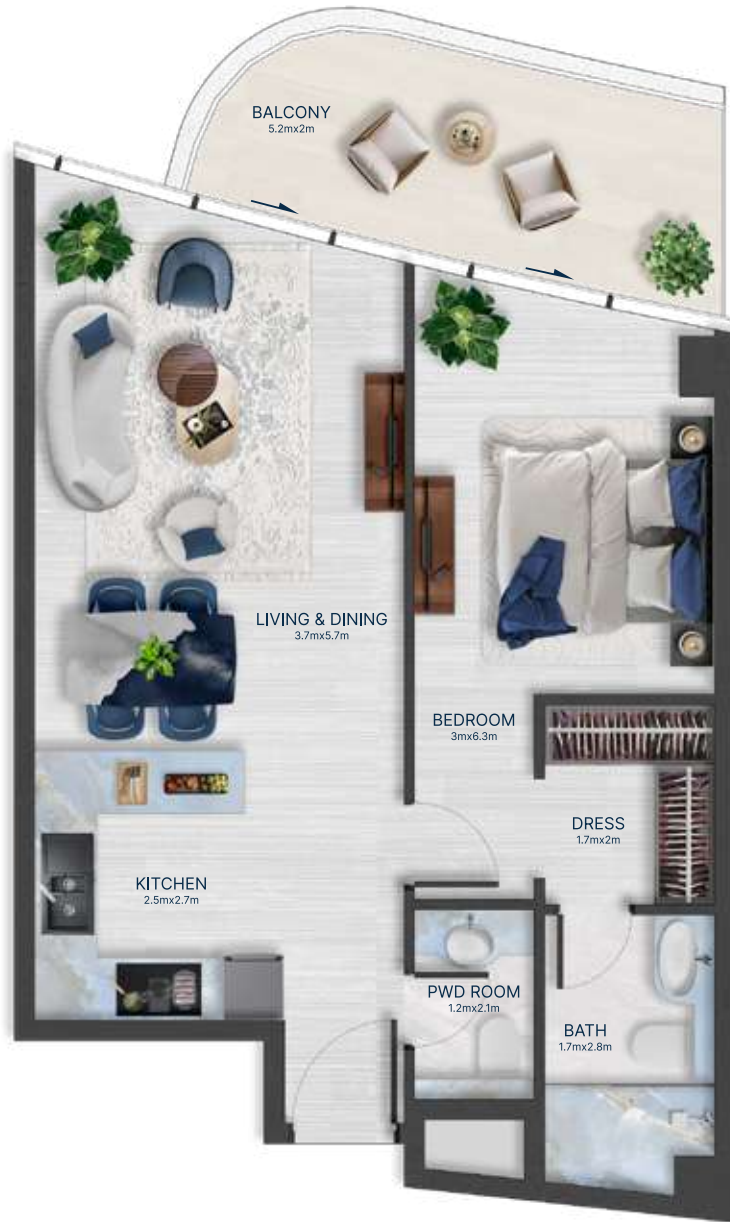 BALCONY
5.2mx2m
LIVING & DINING
3.7mx5.7m
BEDROOM
3mx6.3m
DRESS
1.7mx2m
KITCHEN
2.5mx2.7m
PWD ROOM
1.2mx2.1m
BATH
1.7mx2.8m